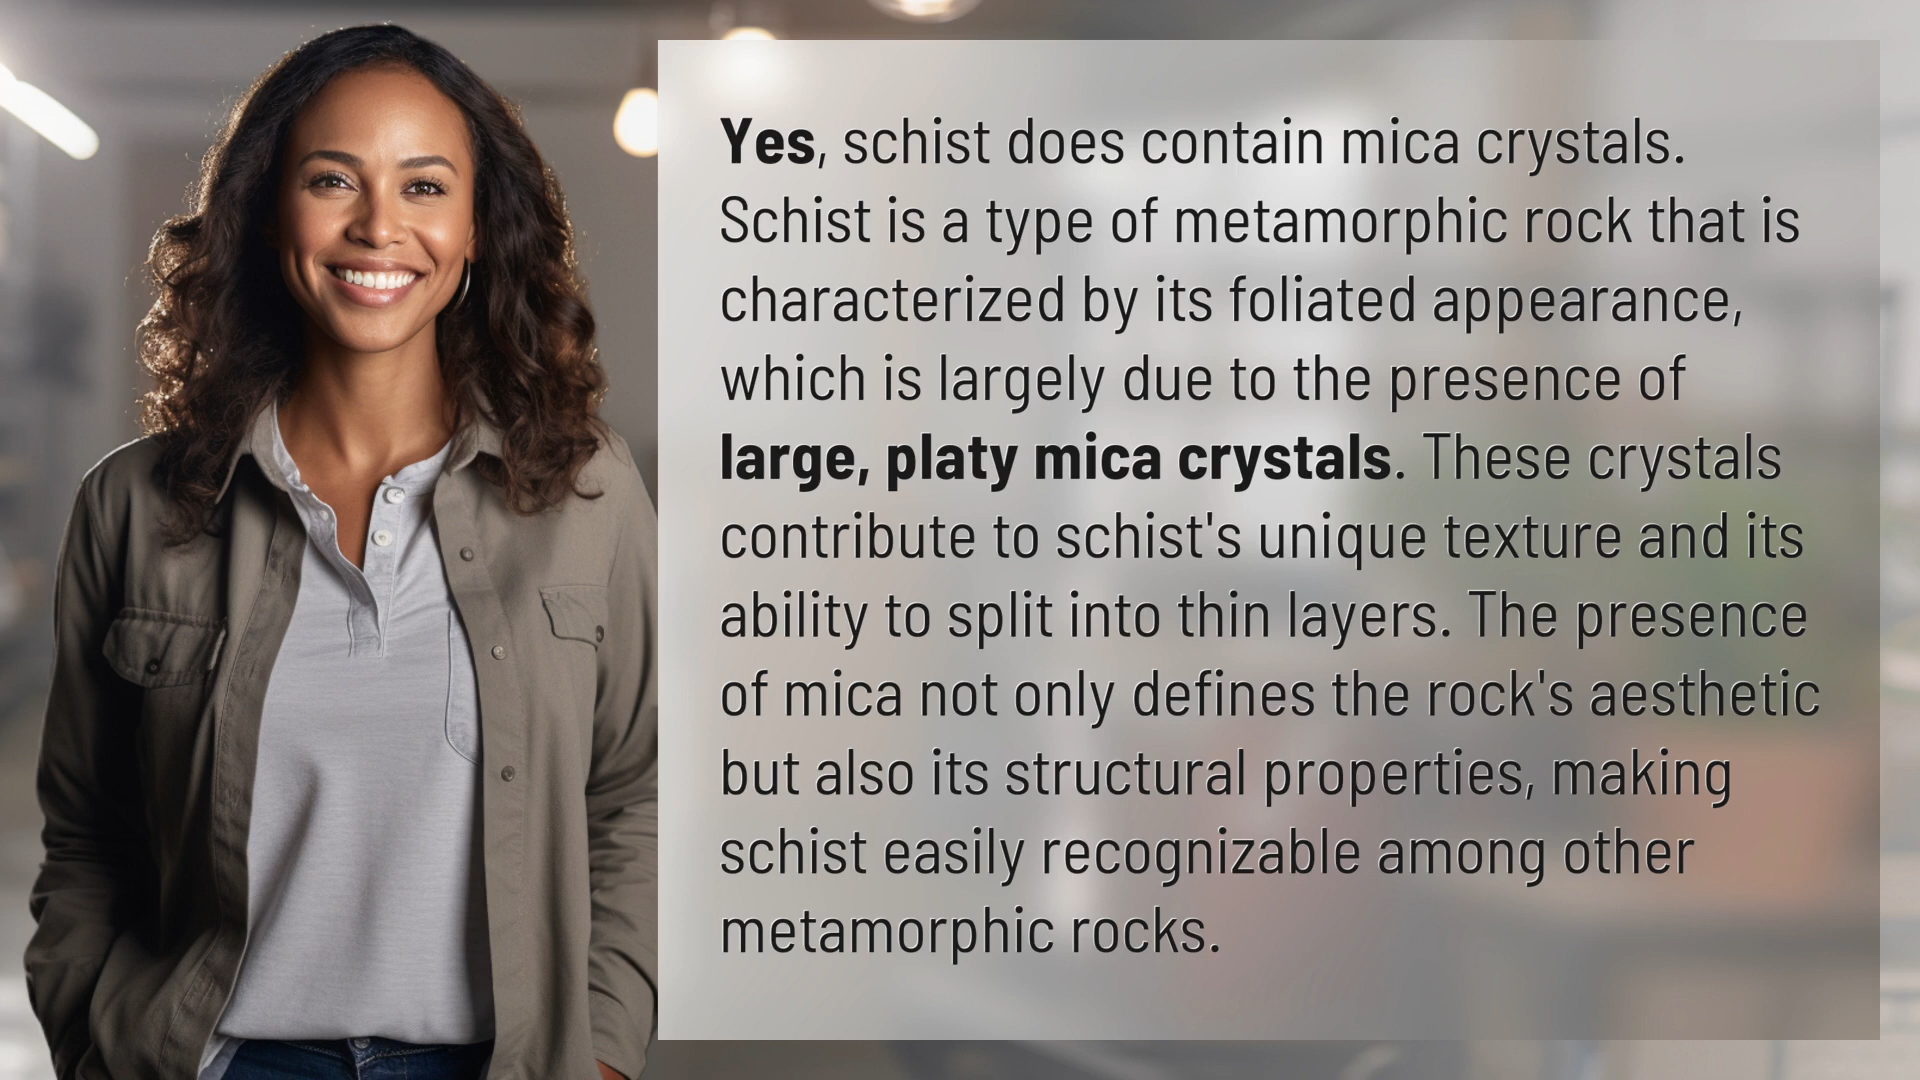 Yes, schist does contain mica crystals.
Schist is a type of metamorphic rock that is
characterized by its foliated appearance,
which is largely due to the presence of
large, platy mica crystals. These crystals
contribute to schist's unique texture and its
ability to split into thin layers. The presence
of mica not only defines the rock's aesthetic
but also its structural properties, making
schist easily recognizable among other
metamorphic rocks.